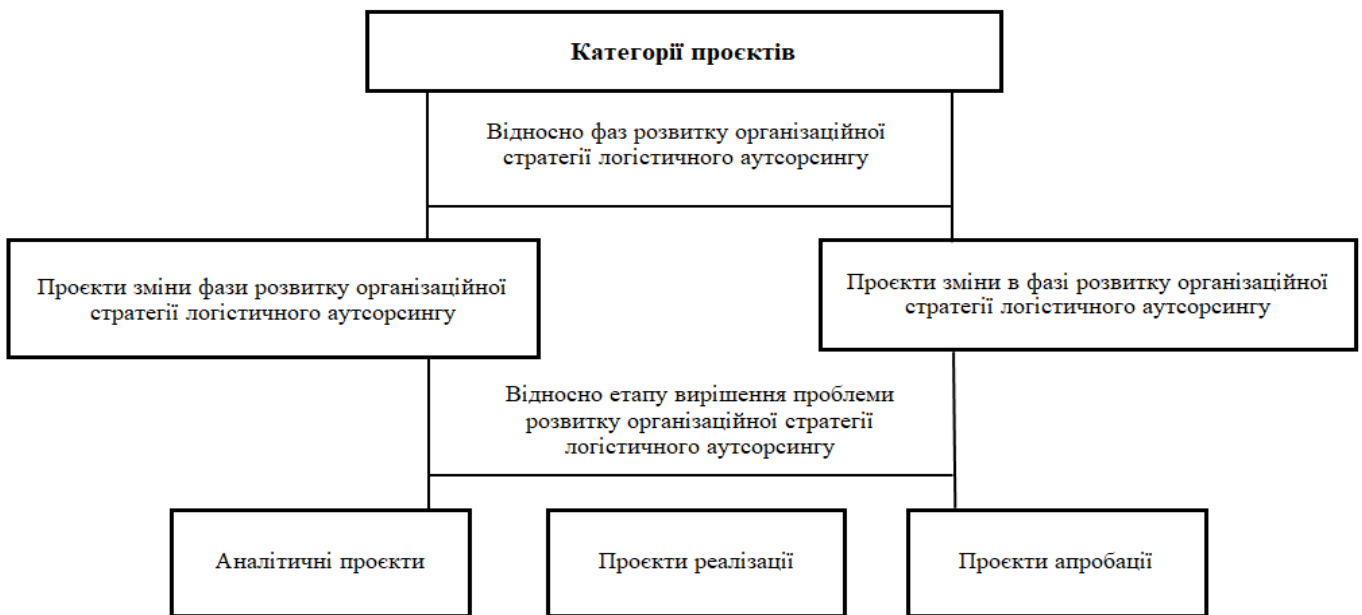 Категорії проєктів
Відносно фаз розвитку організаційної
стратегії логістичного аутсорсингу
Проєкти зміни фази розвитку організаційної
стратегії логістичного аутсорсингу
Проєкти зміни в фазі розвитку організаційної
стратегії логістичного аутсорсингу
Відносно етапу вирішення проблеми
розвитку організаційної стратегії
логістичного аутсорсингу
Аналітичні проєкти
Проєкти реалізації
Проєкти апробації